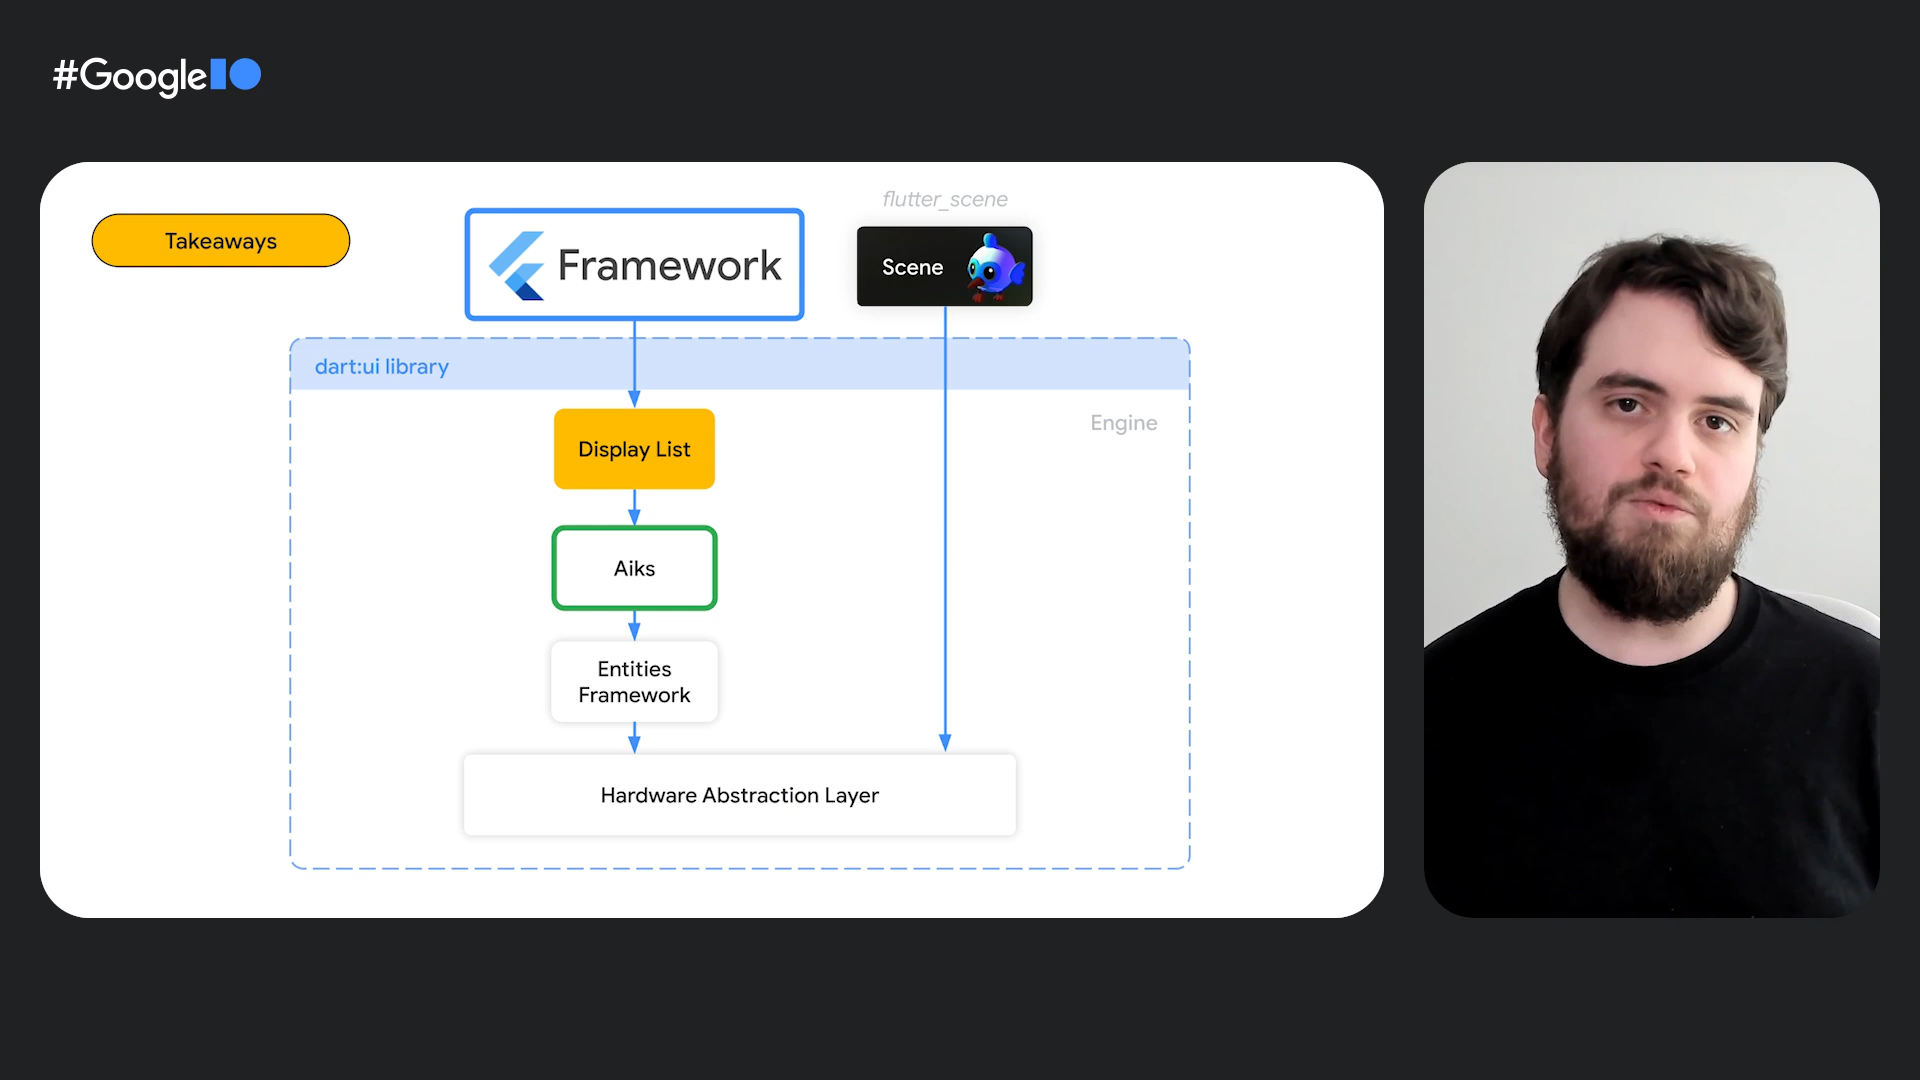 #GoogleIO
Takeaways
Framework
flutter_scene
Scene
dart:ui library
Engine
Display List
Aiks
Entities
Framework
Hardware Abstraction Layer